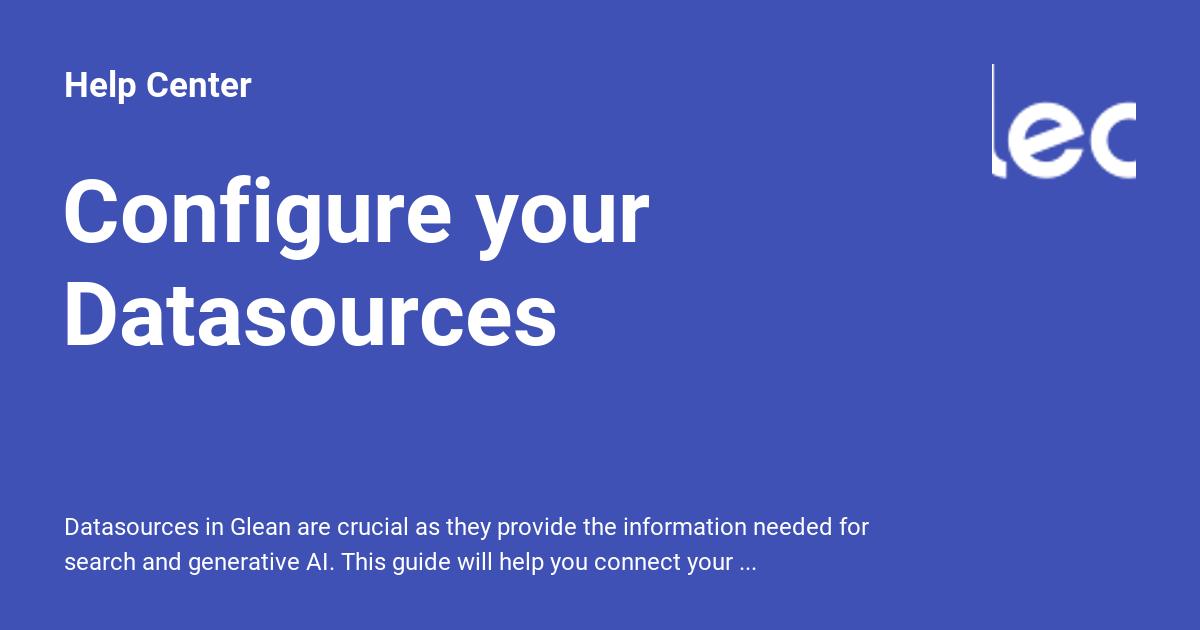 Help Center
lec
Configure your
Datasources
Datasources in Glean are crucial as they provide the information needed for
search and generative AI. This guide will help you connect your ...